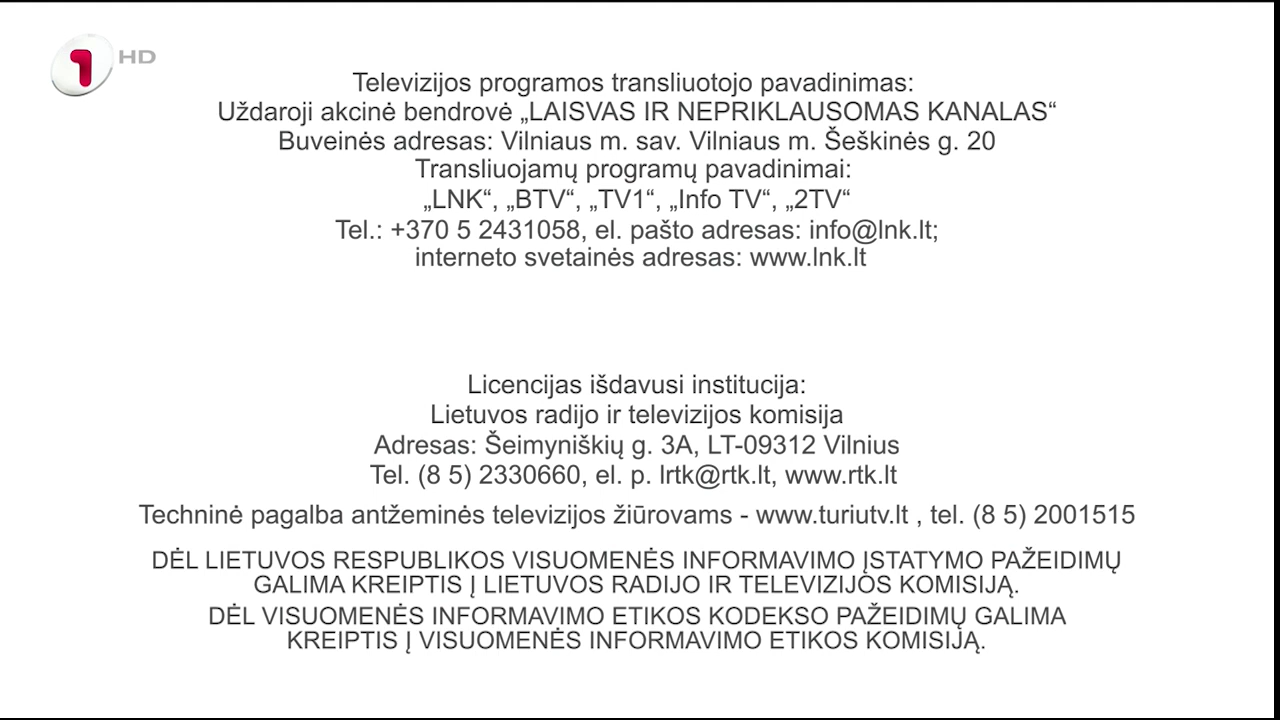 1 HD
Televizijos programos transliuotojo pavadinimas:
Uždaroji akcinė bendrovė „LAISVAS IR NEPRIKLAUSOMAS KANALAS“
Buveinės adresas: Vilniaus m. sav. Vilniaus m. Šeškinės g. 20
Transliuojamų programų pavadinimai:
„LNK“, „BTV“, „TV1“, „Info TV“, „2TV“
Tel.: +370 5 2431058, el. pašto adresas: info@lnk.lt;
interneto svetainės adresas: www.lnk.lt
Licencijas išdavusi institucija:
Lietuvos radijo ir televizijos komisija
Adresas: Šeimyniškių g. 3A, LT-09312 Vilnius
Tel. (8 5) 2330660, el. p. lrtk@rtk.lt, www.rtk.lt
Techninė pagalba antžeminės televizijos žiūrovams - www.turiutv.lt , tel. (8 5) 2001515
DĖL LIETUVOS RESPUBLIKOS VISUOMENĖS INFORMAVIMO ĮSTATYMO PAŽEIDIMŲ
GALIMA KREIPTIS Į LIETUVOS RADIJO IR TELEVIZIJOS KOMISIJĄ.
DĖL VISUOMENĖS INFORMAVIMO ETIKOS KODEKSO PAŽEIDIMŲ GALIMA
KREIPTIS Į VISUOMENĖS INFORMAVIMO ETIKOS KOMISIJĄ.